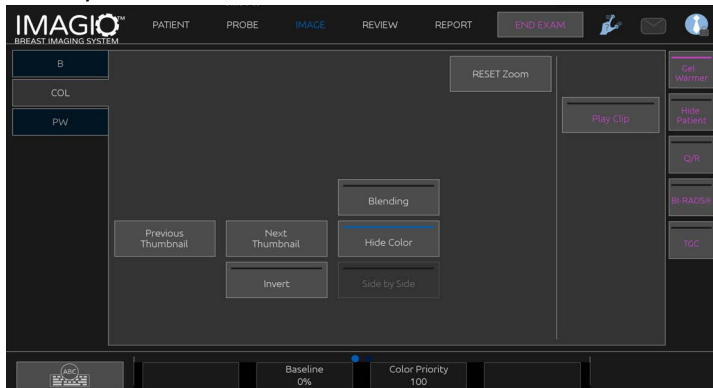 IMAGIO™
BREAST IMAGING SYSTEM
PATIENT
PROBE
IMAGE
REVIEW
REPORT
END EXAM
B
COL
PW
RESET Zoom
Play Clip
Gel
Warmer
Hide
Patient
Q/R
BI-RADS®
TGC
Blending
Previous
Thumbnail
Next
Thumbnail
Hide Color
Invert
Side by Side
ABC
Baseline
0%
Color Priority
100